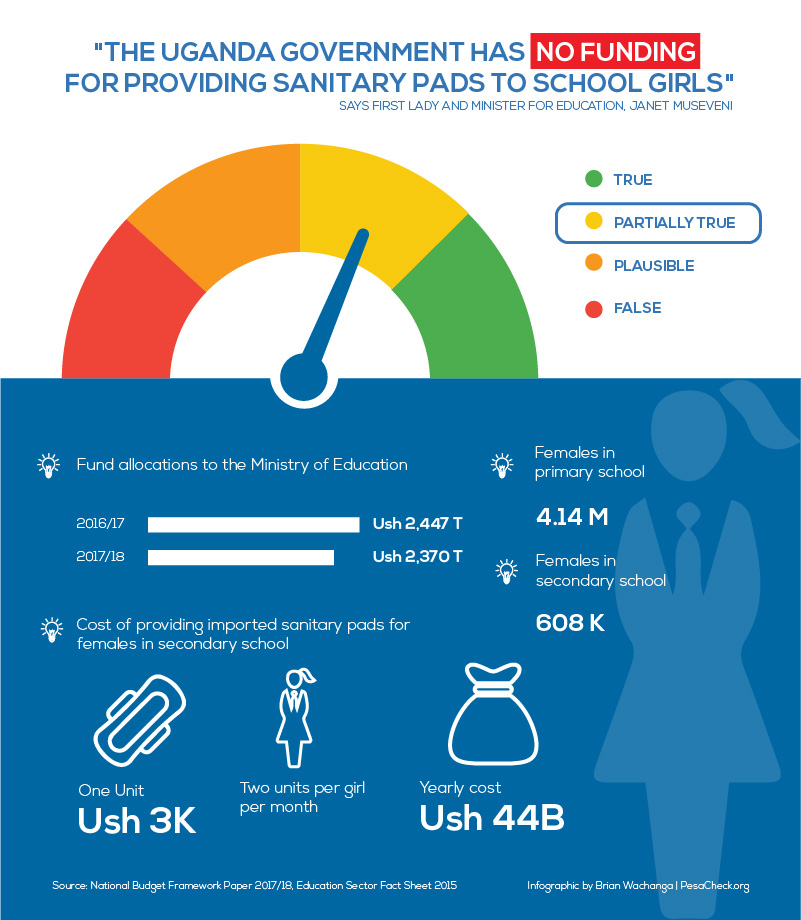 "THE UGANDA GOVERNMENT HAS NO FUNDING
FOR PROVIDING SANITARY PADS TO SCHOOL GIRLS"
SAYS FIRST LADY AND MINISTER FOR EDUCATION, JANET MUSEVENI
TRUE
PARTIALLY TRUE
PLAUSIBLE
FALSE
Fund allocations to the Ministry of Education
2016/17 Ush 2,447 T
2017/18 Ush 2,370 T
Females in
primary school
4.14 M
Females in
secondary school
608 K
Cost of providing imported sanitary pads for
females in secondary school
One Unit
Ush 3K
Two units per girl
per month
Yearly cost
Ush 44B
Source: National Budget Framework Paper 2017/18, Education Sector Fact Sheet 2015
Infographic by Brian Wachanga | PesaCheck.org